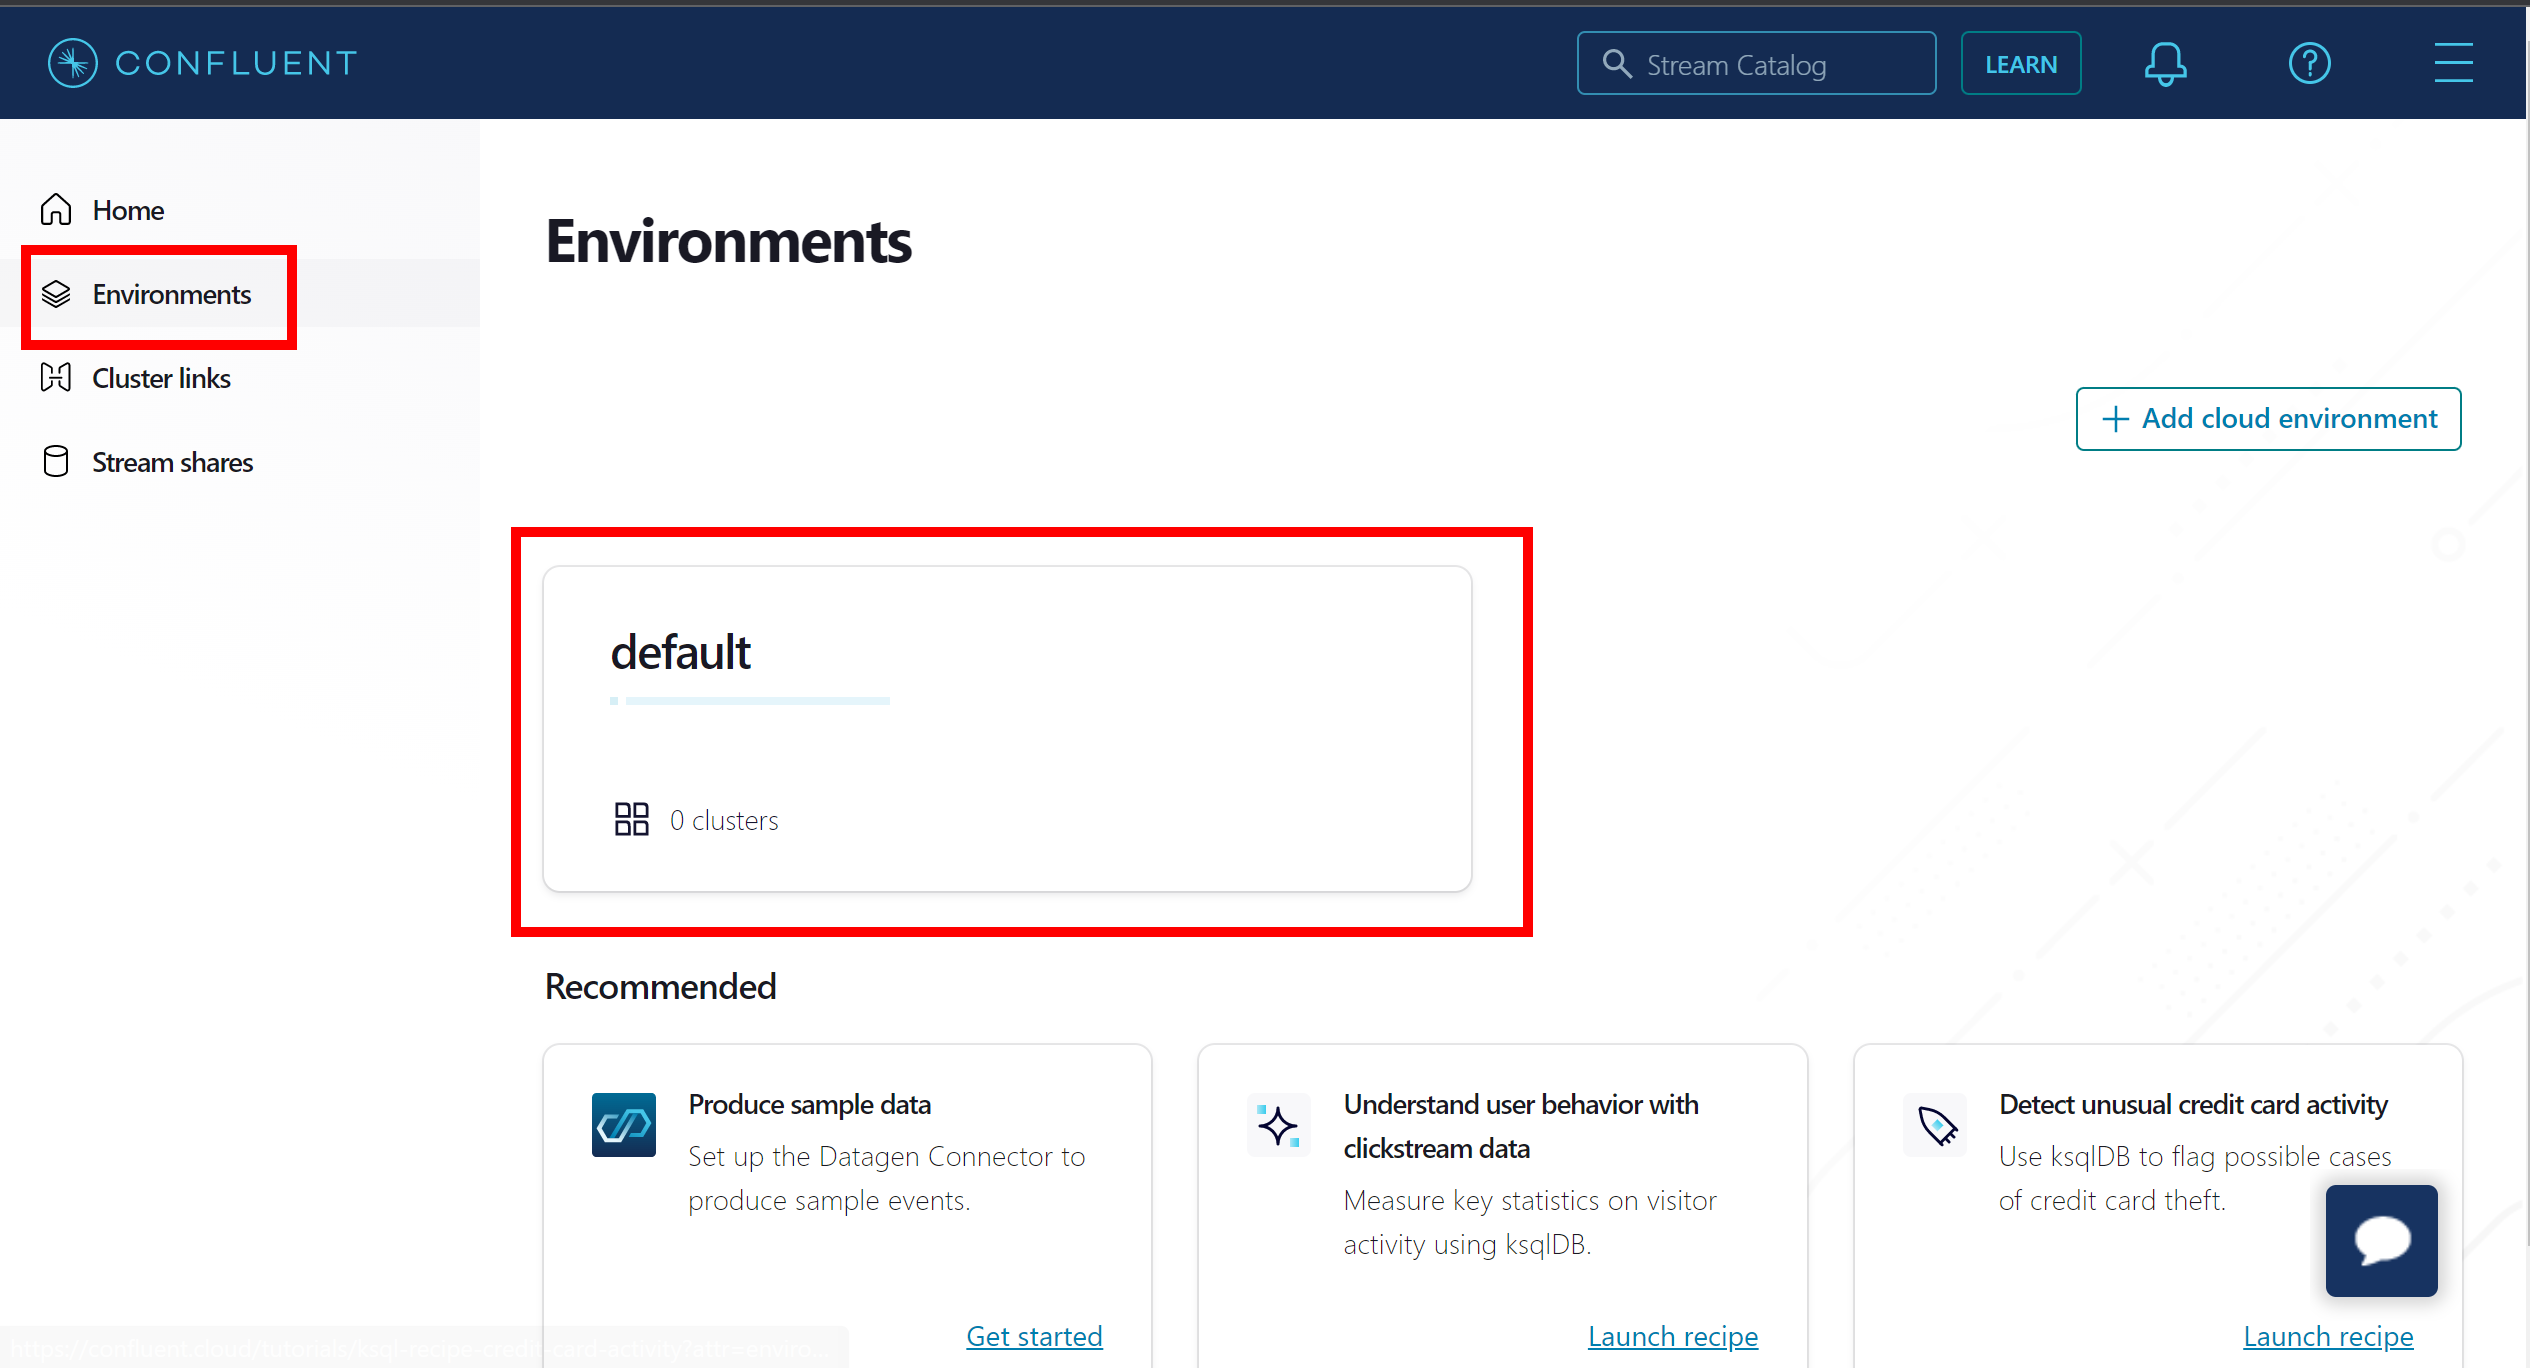 CONFLUENT
Stream Catalog
LEARN
Home
Environments
Cluster links
Stream shares
Environments
Add cloud environment
default
0 clusters
Recommended
Produce sample data
Set up the Datagen Connector to
produce sample events.
Get started
Understand user behavior with
clickstream data
Measure key statistics on visitor
activity using ksqlDB.
Launch recipe
Detect unusual credit card activity
Use ksqlDB to flag possible cases
of credit card theft.
Launch recipe
https://confluent.cloud/tutorials/ksql-recipe-credit-card-activity?attr=enviro...